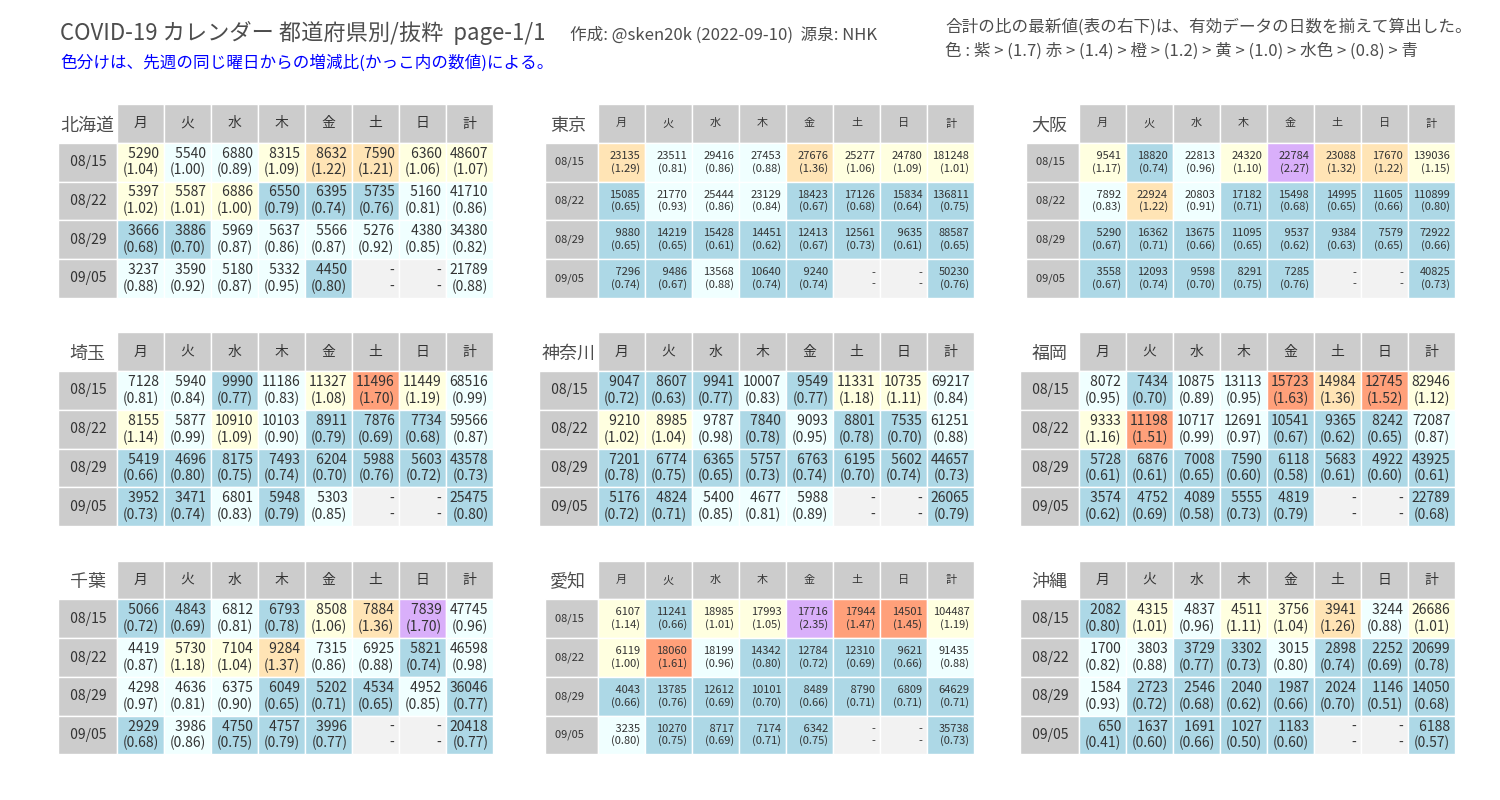 COVID-19 カレンダー 都道府県別/抜粋 page-1/1 作成: @sken20k (2022-09-10) 源泉: NHK
合計の比の最新値(表の右下)は、有効データの日数を揃えて算出した。
色分けは、先週の同じ曜日からの増減比(かっこ内の数値)による。
色 : 紫 > (1.7) 赤 > (1.4) > 橙 > (1.2) > 黄 > (1.0) > 水色 > (0.8) > 青
北海道 月 火 水 木 金 土 日 計
08/15 5290 5540 6880 8315 8632 7590 6360 48607
(1.04) (1.00) (0.89) (1.09) (1.22) (1.21) (1.06) (1.07)
08/22 5397 5587 6886 6550 6395 5735 5160 41710
(1.02) (1.01) (1.00) (0.79) (0.74) (0.76) (0.81) (0.86)
08/29 3666 3886 5969 5637 5566 5276 4380 34380
(0.68) (0.70) (0.87) (0.86) (0.87) (0.92) (0.85) (0.82)
09/05 3237 3590 5180 5332 4450 - - 21789
(0.88) (0.92) (0.87) (0.95) (0.80) - - (0.88)
東京 月 火 水 木 金 土 日 計
08/15 23135 23511 29416 27453 27676 25277 24780 181248
(1.29) (0.81) (0.86) (0.88) (1.36) (1.06) (1.09) (1.01)
08/22 15085 21770 25444 23129 18423 17126 15834 136811
(0.65) (0.93) (0.86) (0.84) (0.67) (0.68) (0.64) (0.75)
08/29 9880 14219 15428 14451 12413 12561 9635 88587
(0.65) (0.65) (0.61) (0.62) (0.67) (0.73) (0.61) (0.65)
09/05 7296 9486 13568 10640 9240 - - 50230
(0.74) (0.67) (0.88) (0.74) (0.74) - - (0.76)
大阪 月 火 水 木 金 土 日 計
08/15 9541 18820 22813 24320 22784 23088 17670 139036
(1.17) (0.74) (0.96) (1.10) (2.27) (1.32) (1.22) (1.15)
08/22 7892 22924 20803 17182 15498 14995 11605 110899
(0.83) (1.22) (0.91) (0.71) (0.68) (0.65) (0.66) (0.80)
08/29 5290 16362 13675 11095 9537 9384 7579 72922
(0.67) (0.71) (0.66) (0.65) (0.62) (0.63) (0.65) (0.66)
09/05 3558 12093 9598 8291 7285 - - 40825
(0.67) (0.74) (0.70) (0.75) (0.76) - - (0.73)
埼玉 月 火 水 木 金 土 日 計
08/15 7128 5940 9990 11186 11327 11496 11449 68516
(0.81) (0.84) (0.77) (0.83) (1.08) (1.70) (1.19) (0.99)
08/22 8155 5877 10910 10103 8911 7876 7734 59566
(1.14) (0.99) (1.09) (0.90) (0.79) (0.69) (0.68) (0.87)
08/29 5419 4696 8175 7493 6204 5988 5603 43578
(0.66) (0.80) (0.75) (0.74) (0.70) (0.76) (0.72) (0.73)
09/05 3952 3471 6801 5948 5303 - - 25475
(0.73) (0.74) (0.83) (0.79) (0.85) - - (0.80)
神奈川 月 火 水 木 金 土 日 計
08/15 9047 8607 9941 10007 9549 11331 10735 69217
(0.72) (0.63) (0.77) (0.83) (0.77) (1.18) (1.11) (0.84)
08/22 9210 8985 9787 7840 9093 8801 7535 61251
(1.02) (1.04) (0.98) (0.78) (0.95) (0.78) (0.70) (0.88)
08/29 7201 6774 6365 5757 6763 6195 5602 44657
(0.78) (0.75) (0.65) (0.73) (0.74) (0.70) (0.74) (0.73)
09/05 5176 4824 5400 4677 5988 - - 26065
(0.72) (0.71) (0.85) (0.81) (0.89) - - (0.79)
福岡 月 火 水 木 金 土 日 計
08/15 8072 7434 10875 13113 15723 14984 12745 82946
(0.95) (0.70) (0.89) (0.95) (1.63) (1.36) (1.52) (1.12)
08/22 9333 11198 10717 12691 10541 9365 8242 72087
(1.16) (1.51) (0.99) (0.97) (0.67) (0.62) (0.65) (0.87)
08/29 5728 6876 7008 7590 6118 5683 4922 43925
(0.61) (0.61) (0.65) (0.60) (0.58) (0.61) (0.60) (0.61)
09/05 3574 4752 4089 5555 4819 - - 22789
(0.62) (0.69) (0.58) (0.73) (0.79) - - (0.68)
千葉 月 火 水 木 金 土 日 計
08/15 5066 4843 6812 6793 8508 7884 7839 47745
(0.72) (0.69) (0.81) (0.78) (1.06) (1.36) (1.70) (0.96)
08/22 4419 5730 7104 9284 7315 6925 5821 46598
(0.87) (1.18) (1.04) (1.37) (0.86) (0.88) (0.74) (0.98)
08/29 4298 4636 6375 6049 5202 4534 4952 36046
(0.97) (0.81) (0.90) (0.65) (0.71) (0.65) (0.85) (0.77)
09/05 2929 3986 4750 4757 3996 - - 20418
(0.68) (0.86) (0.75) (0.79) (0.77) - - (0.77)
愛知 月 火 水 木 金 土 日 計
08/15 6107 11241 18985 17993 17716 17944 14501 104487
(1.14) (0.66) (1.01) (1.05) (2.35) (1.47) (1.45) (1.19)
08/22 6119 18060 18199 14342 12784 12310 9621 91435
(1.00) (1.61) (0.96) (0.80) (0.72) (0.69) (0.66) (0.88)
08/29 4043 13785 12612 10101 8489 8790 6809 64629
(0.66) (0.76) (0.69) (0.70) (0.66) (0.71) (0.71) (0.71)
09/05 3235 10270 8717 7174 6342 - - 35738
(0.80) (0.75) (0.69) (0.71) (0.75) - - (0.73)
沖縄 月 火 水 木 金 土 日 計
08/15 2082 4315 4837 4511 3756 3941 3244 26686
(0.80) (1.01) (0.96) (1.11) (1.04) (1.26) (0.88) (1.01)
08/22 1700 3803 3729 3302 3015 2898 2252 20699
(0.82) (0.88) (0.77) (0.73) (0.80) (0.74) (0.69) (0.78)
08/29 1584 2723 2546 2040 1987 2024 1146 14050
(0.93) (0.72) (0.68) (0.62) (0.66) (0.70) (0.51) (0.68)
09/05 650 1637 1691 1027 1183 - - 6188
(0.41) (0.60) (0.66) (0.50) (0.60) - - (0.57)